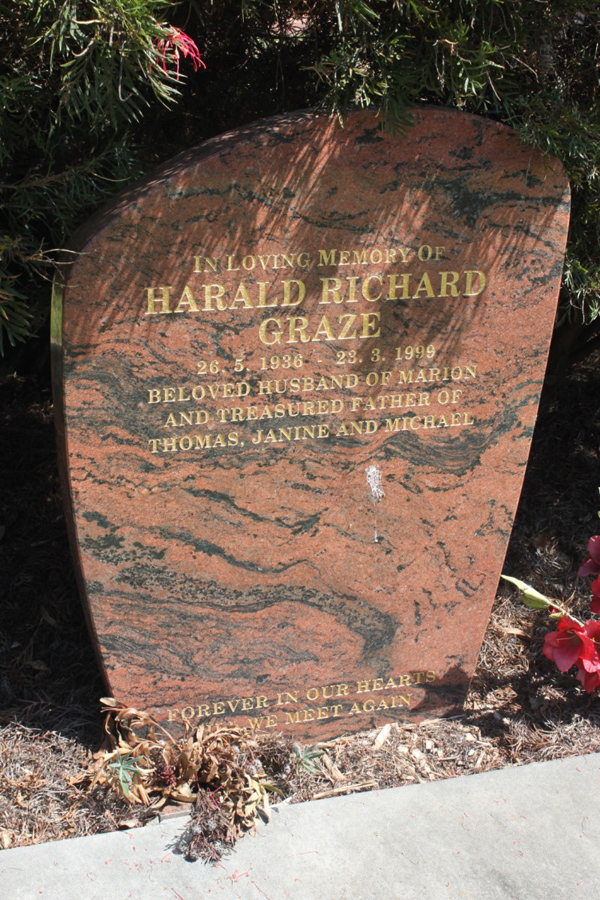 IN LOVING MEMORY OF
HARALD RICHARD
GRAZE
26. 5. 1936 - 23. 3. 1999
BELOVED HUSBAND OF MARION
AND TREASURED FATHER OF
THOMAS, JANINE AND MICHAEL
FOREVER IN OUR HEARTS
WE MEET AGAIN